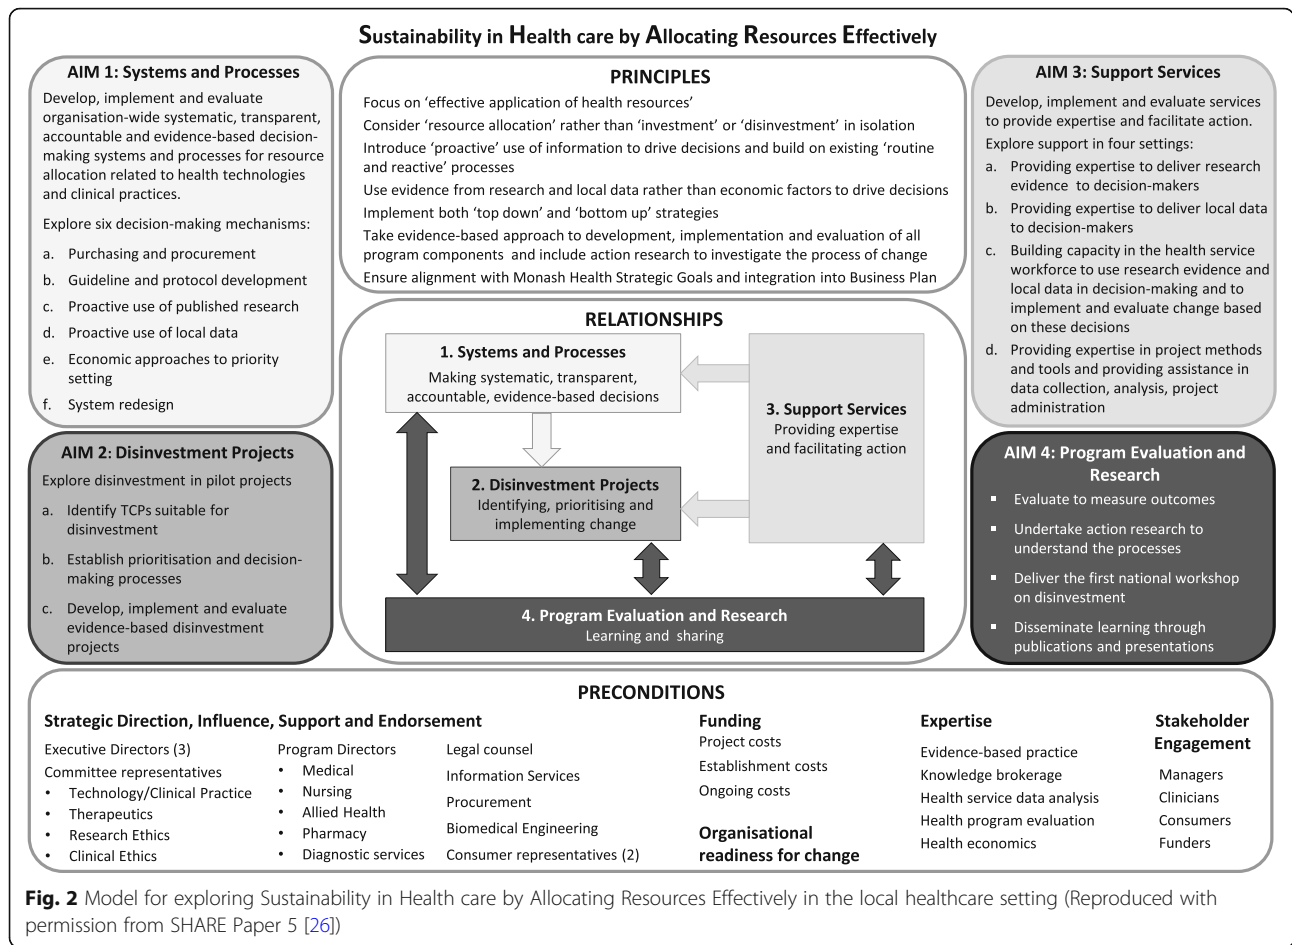 Sustainability in Health care by Allocating Resources Effectively
AIM 1: Systems and Processes
Develop, implement and evaluate
organisation-wide systematic, transparent,
accountable and evidence-based decision-
making systems and processes for resource
allocation related to health technologies
and clinical practices.
Explore six decision-making mechanisms:
a. Purchasing and procurement
b. Guideline and protocol development
c. Proactive use of published research
d. Proactive use of local data
e. Economic approaches to priority
setting
f. System redesign
AIM 2: Disinvestment Projects
Explore disinvestment in pilot projects
a. Identify TCPs suitable for
disinvestment
b. Establish prioritisation and decision-
making processes
c. Develop, implement and evaluate
evidence-based disinvestment
projects
PRINCIPLES
Focus on ‘effective application of health resources’
Consider ‘resource allocation’ rather than ‘investment’ or ‘disinvestment’ in isolation
Introduce ‘proactive’ use of information to drive decisions and build on existing ‘routine
and reactive’ processes
Use evidence from research and local data rather than economic factors to drive decisions
Implement both ‘top down’ and ‘bottom up’ strategies
Take evidence-based approach to development, implementation and evaluation of all
program components and include action research to investigate the process of change
Ensure alignment with Monash Health Strategic Goals and integration into Business Plan
RELATIONSHIPS
1. Systems and Processes
Making systematic, transparent,
accountable, evidence-based decisions
2. Disinvestment Projects
Identifying, prioritising and
implementing change
3. Support Services
Providing expertise
and facilitating action
4. Program Evaluation and Research
Learning and sharing
AIM 3: Support Services
Develop, implement and evaluate services
to provide expertise and facilitate action.
Explore support in four settings:
a. Providing expertise to deliver research
evidence to decision-makers
b. Providing expertise to deliver local data
to decision-makers
c. Building capacity in the health service
workforce to use research evidence and
local data in decision-making and to
implement and evaluate change based
on these decisions
d. Providing expertise in project methods
and tools and providing assistance in
data collection, analysis, project
administration
AIM 4: Program Evaluation and
Research
▪ Evaluate to measure outcomes
▪ Undertake action research to
understand the processes
▪ Deliver the first national workshop
on disinvestment
▪ Disseminate learning through
publications and presentations
PRECONDITIONS
Strategic Direction, Influence, Support and Endorsement
Executive Directors (3)
Committee representatives
• Technology/Clinical Practice
• Therapeutics
• Research Ethics
• Clinical Ethics
Program Directors
• Medical
• Nursing
• Allied Health
• Pharmacy
• Diagnostic services
Legal counsel
Information Services
Procurement
Biomedical Engineering
Consumer representatives (2)
Funding
Project costs
Establishment costs
Ongoing costs
Organisational
readiness for change
Expertise
Evidence-based practice
Knowledge brokerage
Health service data analysis
Health program evaluation
Health economics
Stakeholder
Engagement
Managers
Clinicians
Consumers
Funders
Fig. 2 Model for exploring Sustainability in Health care by Allocating Resources Effectively in the local healthcare setting (Reproduced with
permission from SHARE Paper 5 [26])